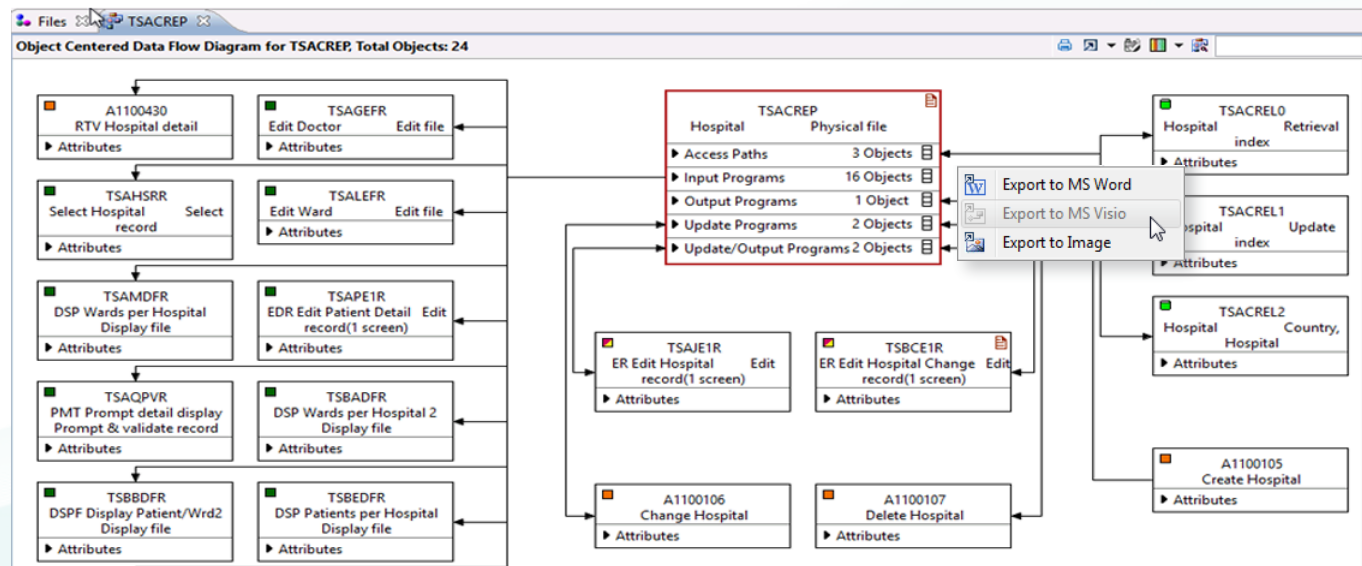 Files TSACREP
Object Centered Data Flow Diagram for TSACREP, Total Objects: 24
A1100430
RTV Hospital detail
Attributes
TSAGEFR
Edit Doctor Edit file
Attributes
TSAHSRR
Select Hospital Select
record
Attributes
TSALEFR
Edit Ward Edit file
Attributes
TSAMDFR
DSP Wards per Hospital
Display file
Attributes
TSAPE1R
EDR Edit Patient Detail Edit
record(1 screen)
Attributes
TSAQPVR
PMT Prompt detail display
Prompt & validate record
Attributes
TSBADFR
DSP Wards per Hospital 2
Display file
Attributes
TSBBDFR
DSPF Display Patient/Wrd2
Display file
Attributes
TSBEDFR
DSP Patients per Hospital
Display file
Attributes
TSACREP
Hospital Physical file
Access Paths 3 Objects
Input Programs 16 Objects
Output Programs 1 Object
Update Programs 2 Objects
Update/Output Programs 2 Objects
TSAJE1R
ER Edit Hospital Edit
record(1 screen)
Attributes
TSBCE1R
ER Edit Hospital Change Edit
record(1 screen)
Attributes
A1100106
Change Hospital
Attributes
A1100107
Delete Hospital
Attributes
Export to MS Word
Export to MS Visio
Export to Image
TSACREL0
Hospital Retrieval
index
Attributes
TSACREL1
ospital Update
index
Attributes
TSACREL2
Hospital Country,
Hospital
Attributes
A1100105
Create Hospital
Attributes